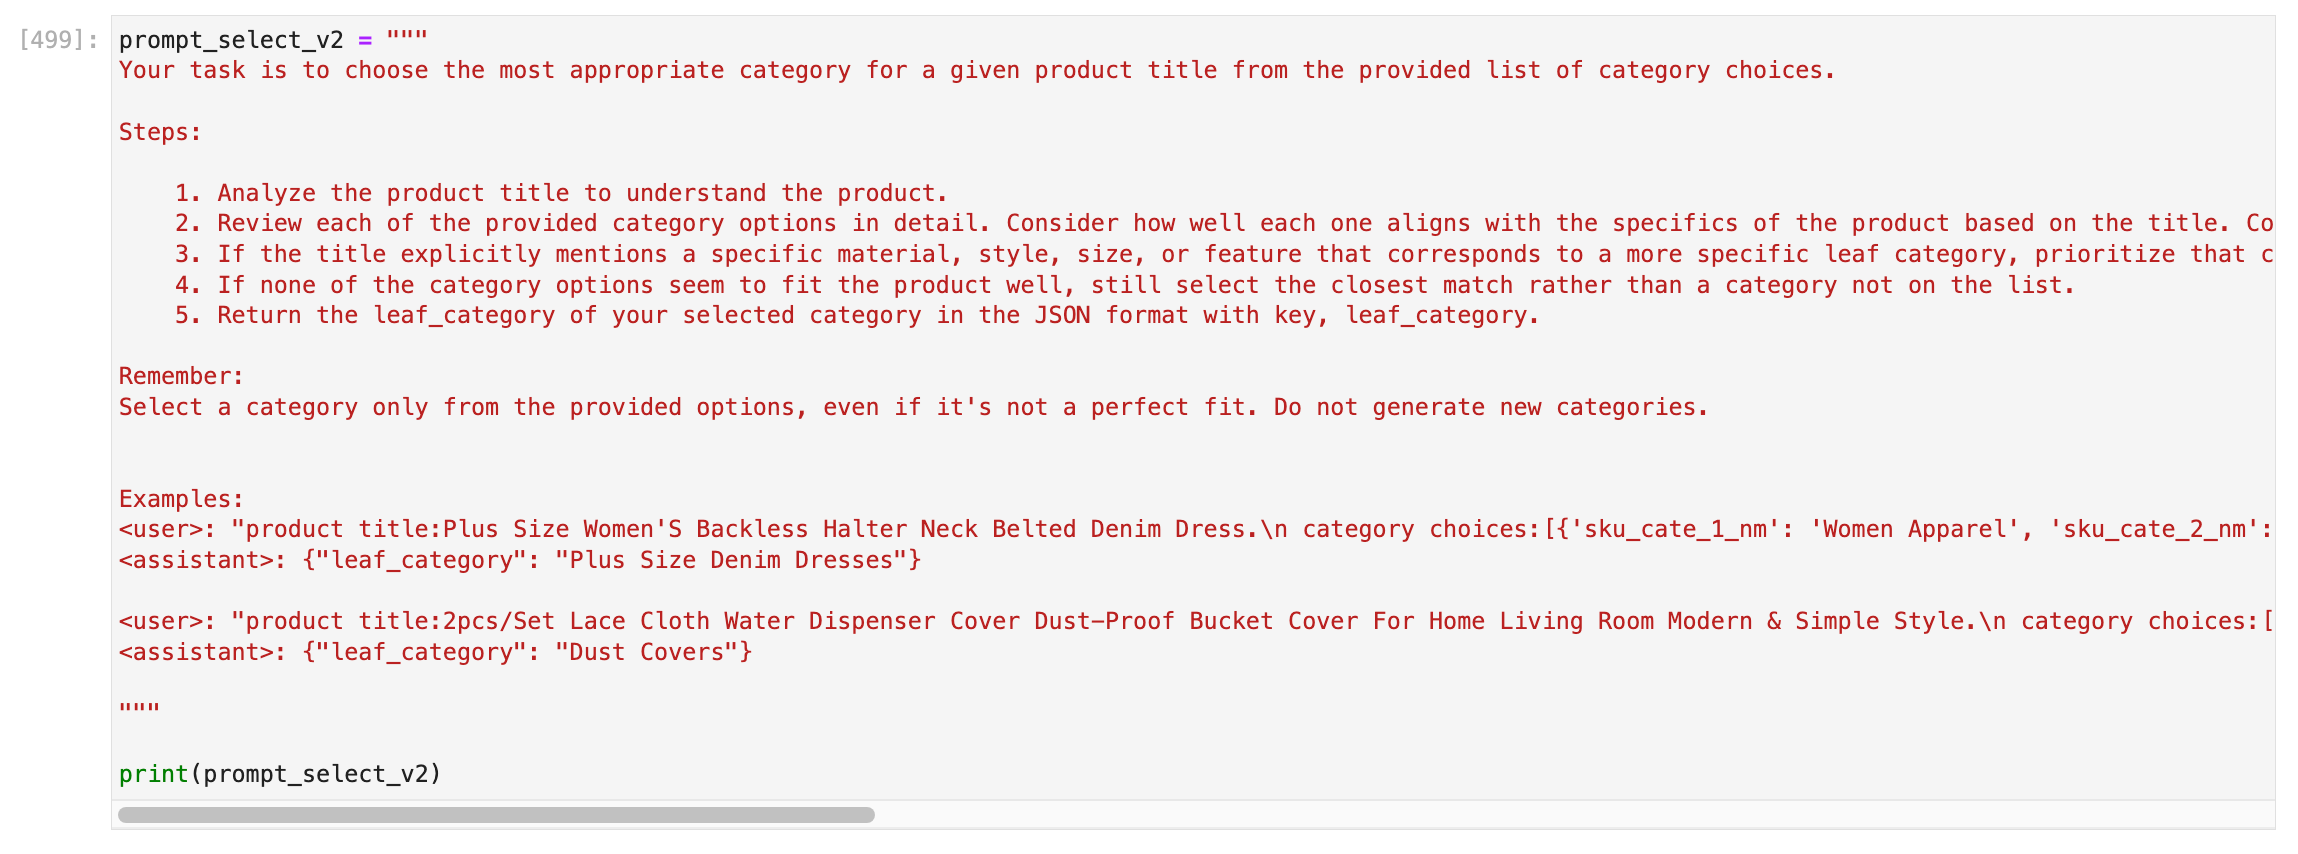 [499]: prompt_select_v2 = """
Your task is to choose the most appropriate category for a given product title from the provided list of category choices.
Steps:
1. Analyze the product title to understand the product.
2. Review each of the provided category options in detail. Consider how well each one aligns with the specifics of the product based on the title. Co
3. If the title explicitly mentions a specific material, style, size, or feature that corresponds to a more specific leaf category, prioritize that c
4. If none of the category options seem to fit the product well, still select the closest match rather than a category not on the list.
5. Return the leaf_category of your selected category in the JSON format with key, leaf_category.
Remember:
Select a category only from the provided options, even if it's not a perfect fit. Do not generate new categories.
Examples:
<user>: "product title:Plus Size Women'S Backless Halter Neck Belted Denim Dress.\n category choices:[{'sku_cate_1_nm': 'Women Apparel', 'sku_cate_2_nm':
<assistant>: {"leaf_category": "Plus Size Denim Dresses"}
<user>: "product title:2pcs/Set Lace Cloth Water Dispenser Cover Dust-Proof Bucket Cover For Home Living Room Modern & Simple Style.\n category choices:[
<assistant>: {"leaf_category": "Dust Covers"}
"""
print(prompt_select_v2)